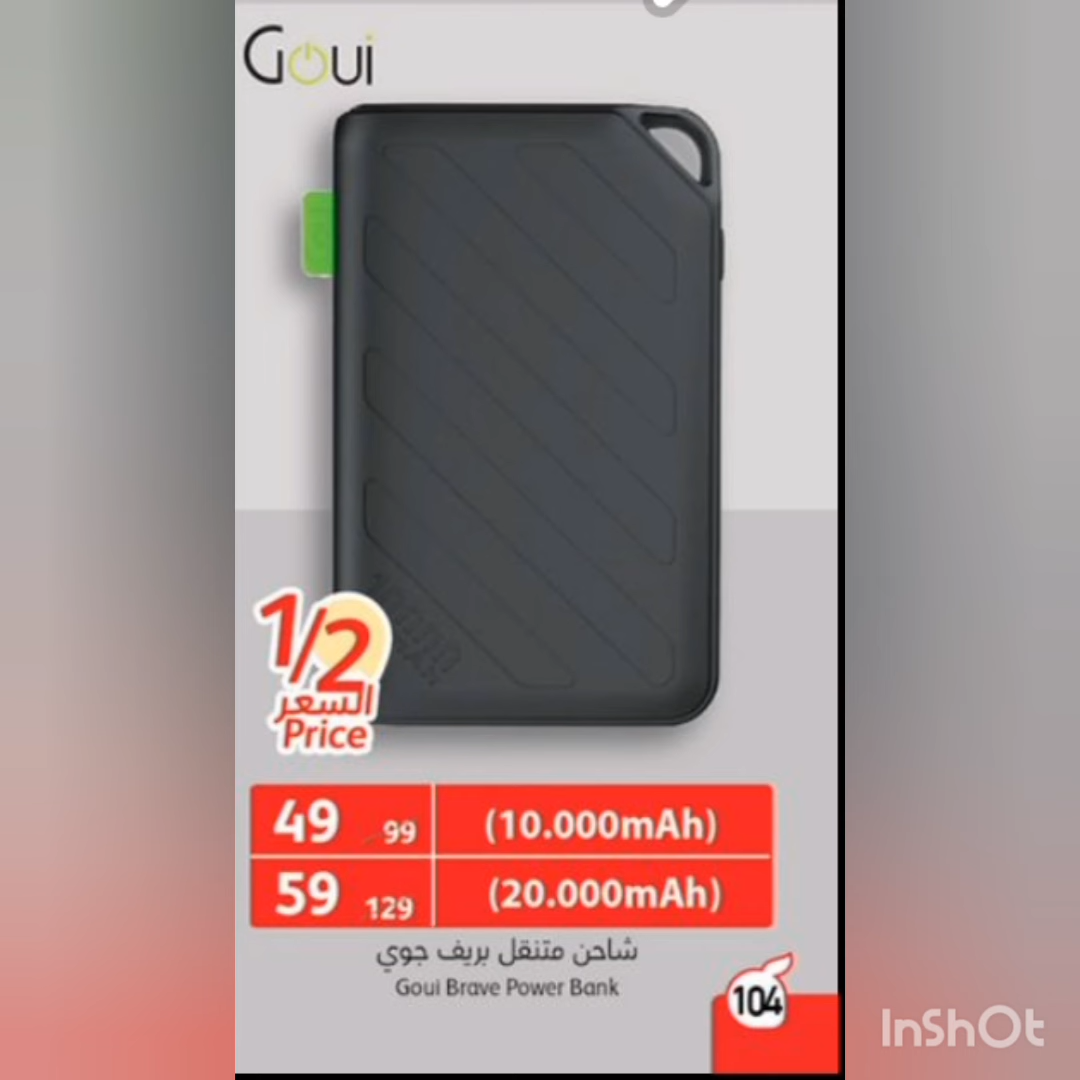 Goui
1/2
السعر
Price
49 99 (10.000mAh)
59 129 (20.000mAh)
شاحن متنقل بريف جوي
Goui Brave Power Bank
104
InShOt